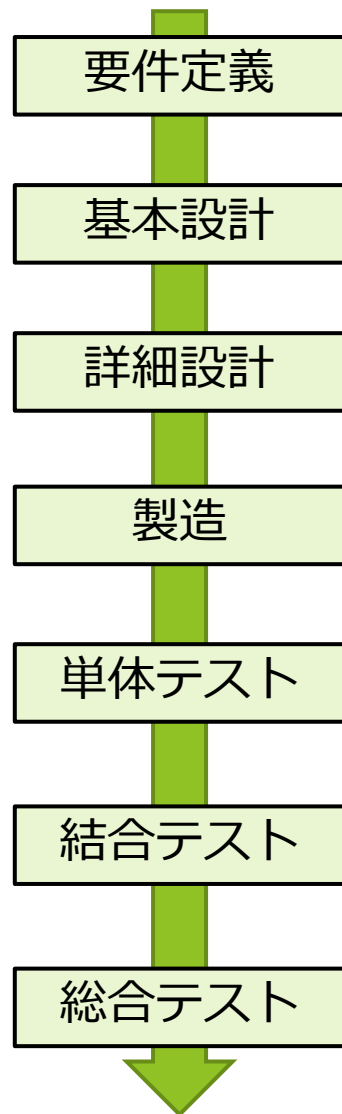 要件定義
基本設計
詳細設計
製造
単体テスト
結合テスト
総合テスト